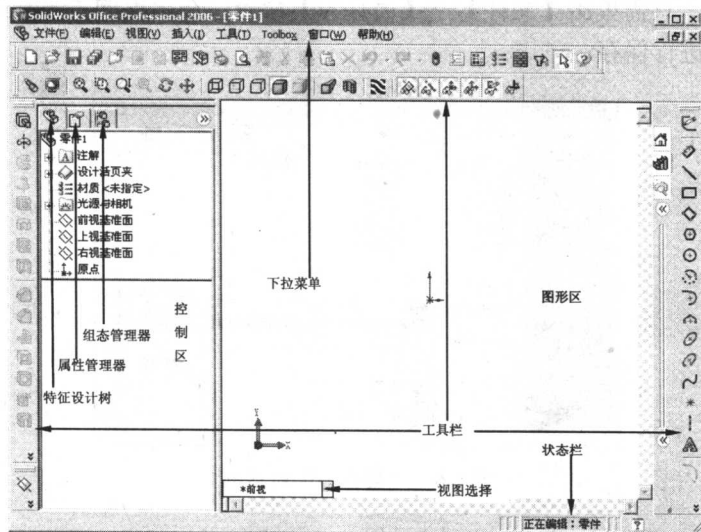 SolidWorks Office Professional 2006 - [零件1]
文件(F) 编辑(E) 视图(V) 插入(I) 工具(T) Toolbox 窗口(W) 帮助(H)
零件1
注解
设计活页夹
材质 <未指定>
光源与相机
前视基准面
上视基准面
右视基准面
原点
下拉菜单
图形区
控制区
组态管理器
属性管理器
特征设计树
工具栏
状态栏
Y
X
*前视
视图选择
正在编辑：零件